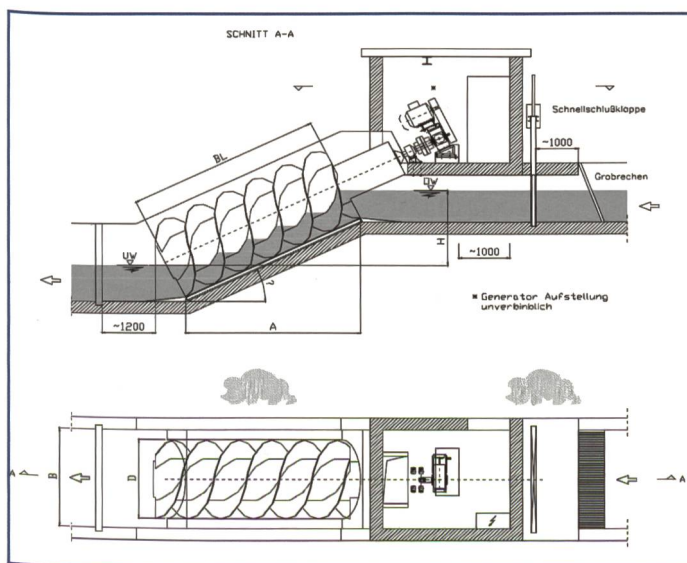 SCHNITT A-A
Schnellschlußklappe
~1000
BL
Grobrechen
OW
H
~1000
UW
* Generator Aufstellung
unverbindlich
~1200
A
A
B
D
A